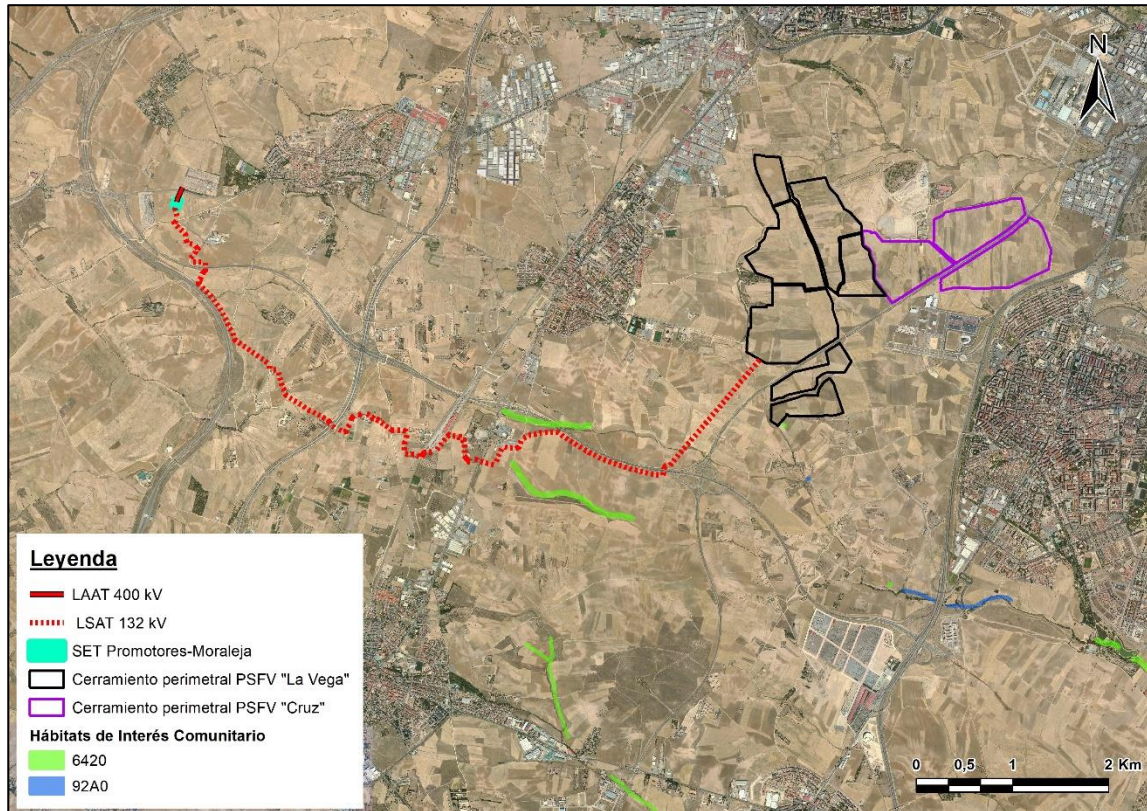 N
Leyenda
LAAT 400 kV
LSAT 132 kV
SET Promotores-Moraleja
Cerramiento perimetral PSFV "La Vega"
Cerramiento perimetral PSFV "Cruz"
Hábitats de Interés Comunitario
6420
92A0
0 0,5 1 2 Km